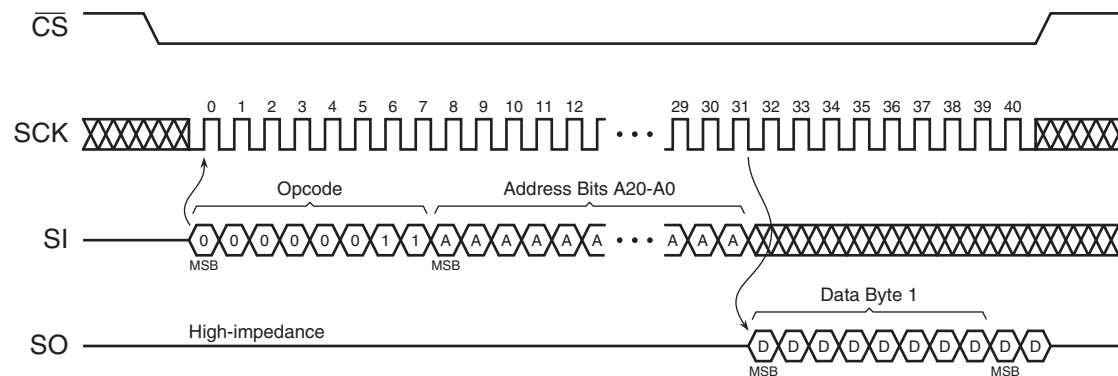 CS
SCK
0 1 2 3 4 5 6 7 8 9 10 11 12 29 30 31 32 33 34 35 36 37 38 39 40
Opcode
Address Bits A20-A0
SI
0 0 0 0 0 0 1 1 A A A A A A A A A
MSB MSB
Data Byte 1
High-impedance
SO
D D D D D D D D D D
MSB MSB